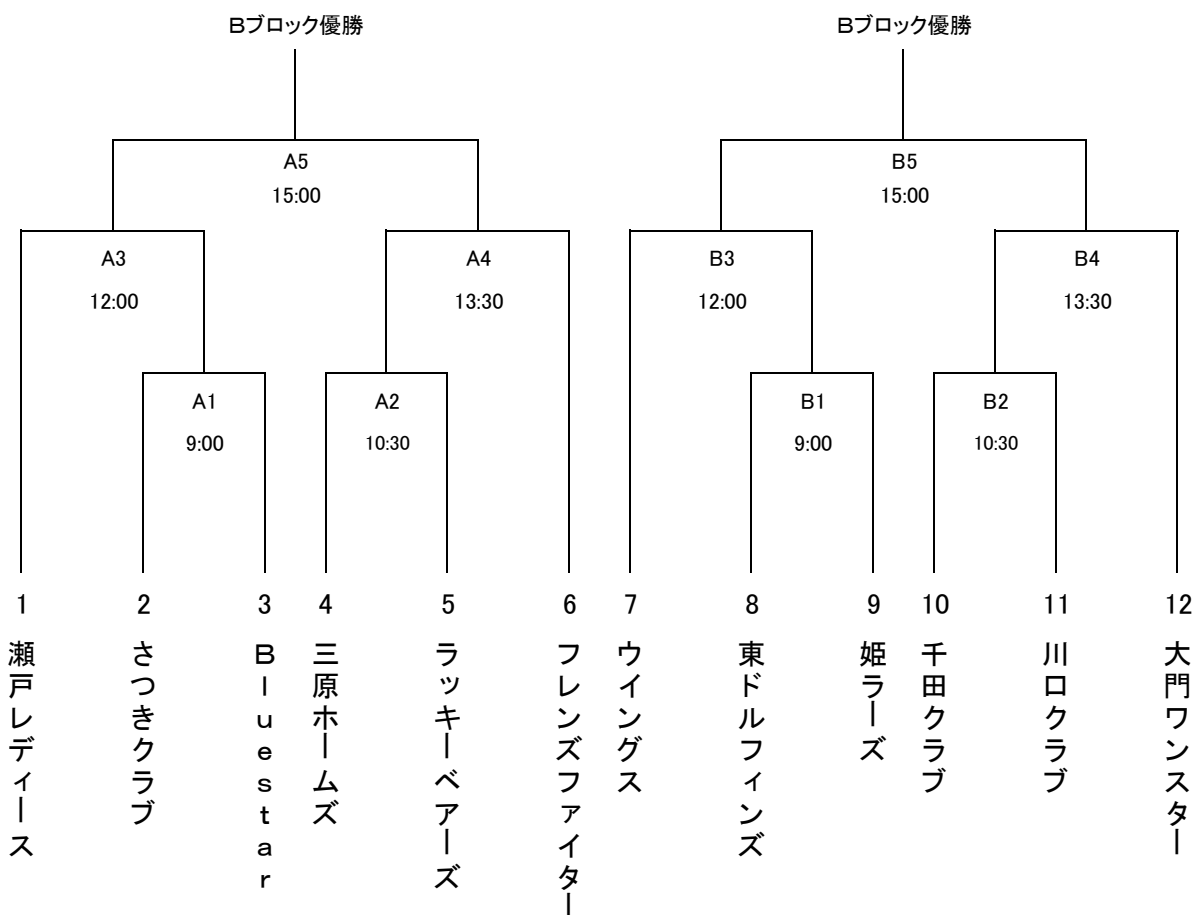 Bブロック優勝
Bブロック優勝
A5
15:00
B5
15:00
A3
12:00
A4
13:30
B3
12:00
B4
13:30
A1
9:00
A2
10:30
B1
9:00
B2
10:30
1
瀬戸レディース
2
さつきクラブ
3
Bluestar
4
三原ホームズ
5
ラッキーベアーズ
6
フレンズファイター
7
ウイングス
8
東ドルフィンズ
9
姫ラーズ
10
千田クラブ
11
川口クラブ
12
大門ワンスター